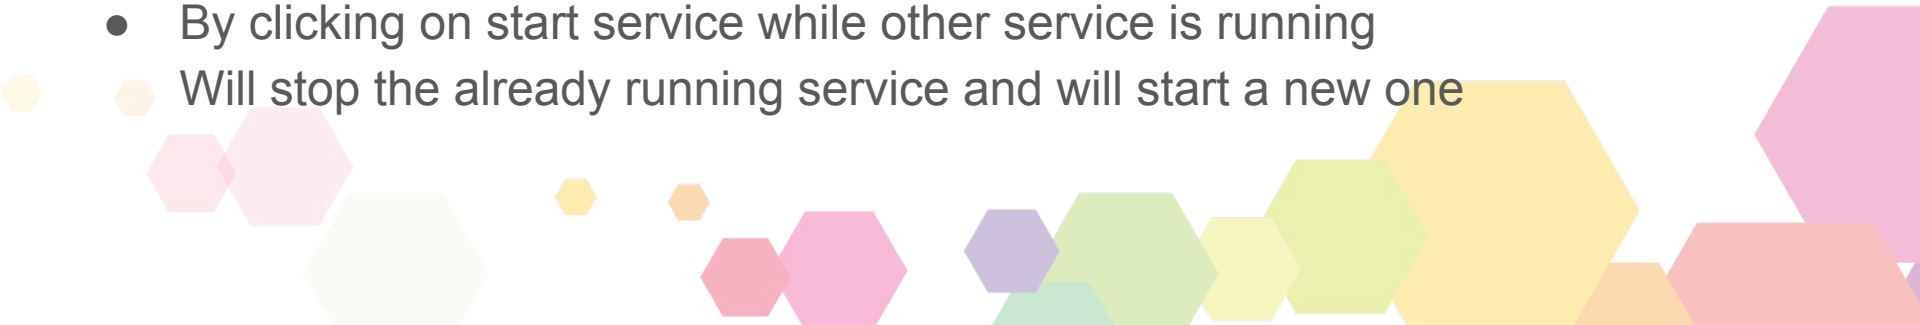 ● By clicking on start service while other service is running
Will stop the already running service and will start a new one